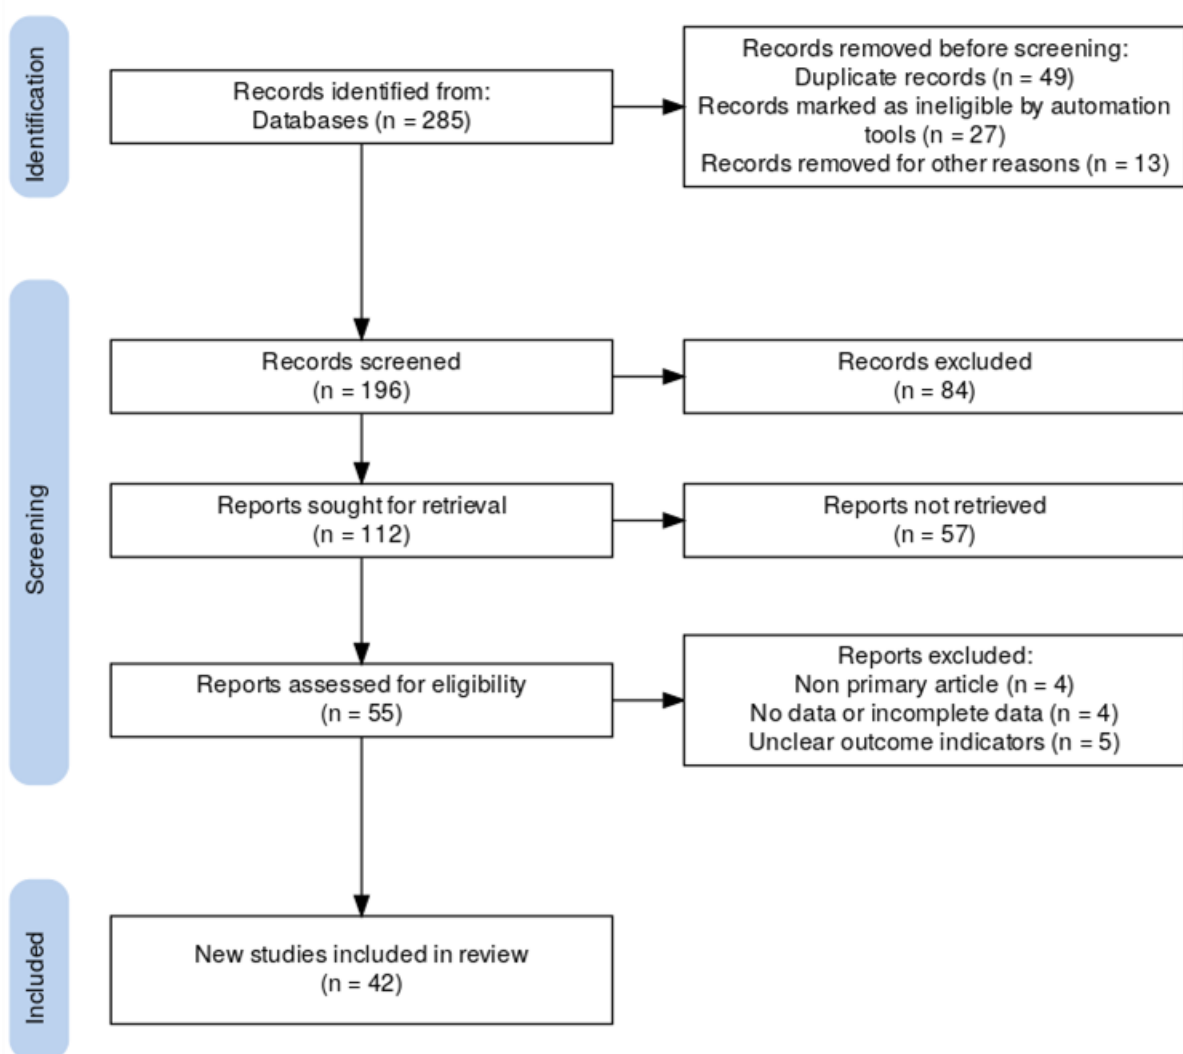 Identification
Records identified from:
Databases (n = 285)
Records removed before screening:
Duplicate records (n = 49)
Records marked as ineligible by automation
tools (n = 27)
Records removed for other reasons (n = 13)
Screening
Records screened
(n = 196)
Records excluded
(n = 84)
Reports sought for retrieval
(n = 112)
Reports not retrieved
(n = 57)
Reports assessed for eligibility
(n = 55)
Reports excluded:
Non primary article (n = 4)
No data or incomplete data (n = 4)
Unclear outcome indicators (n = 5)
Included
New studies included in review
(n = 42)